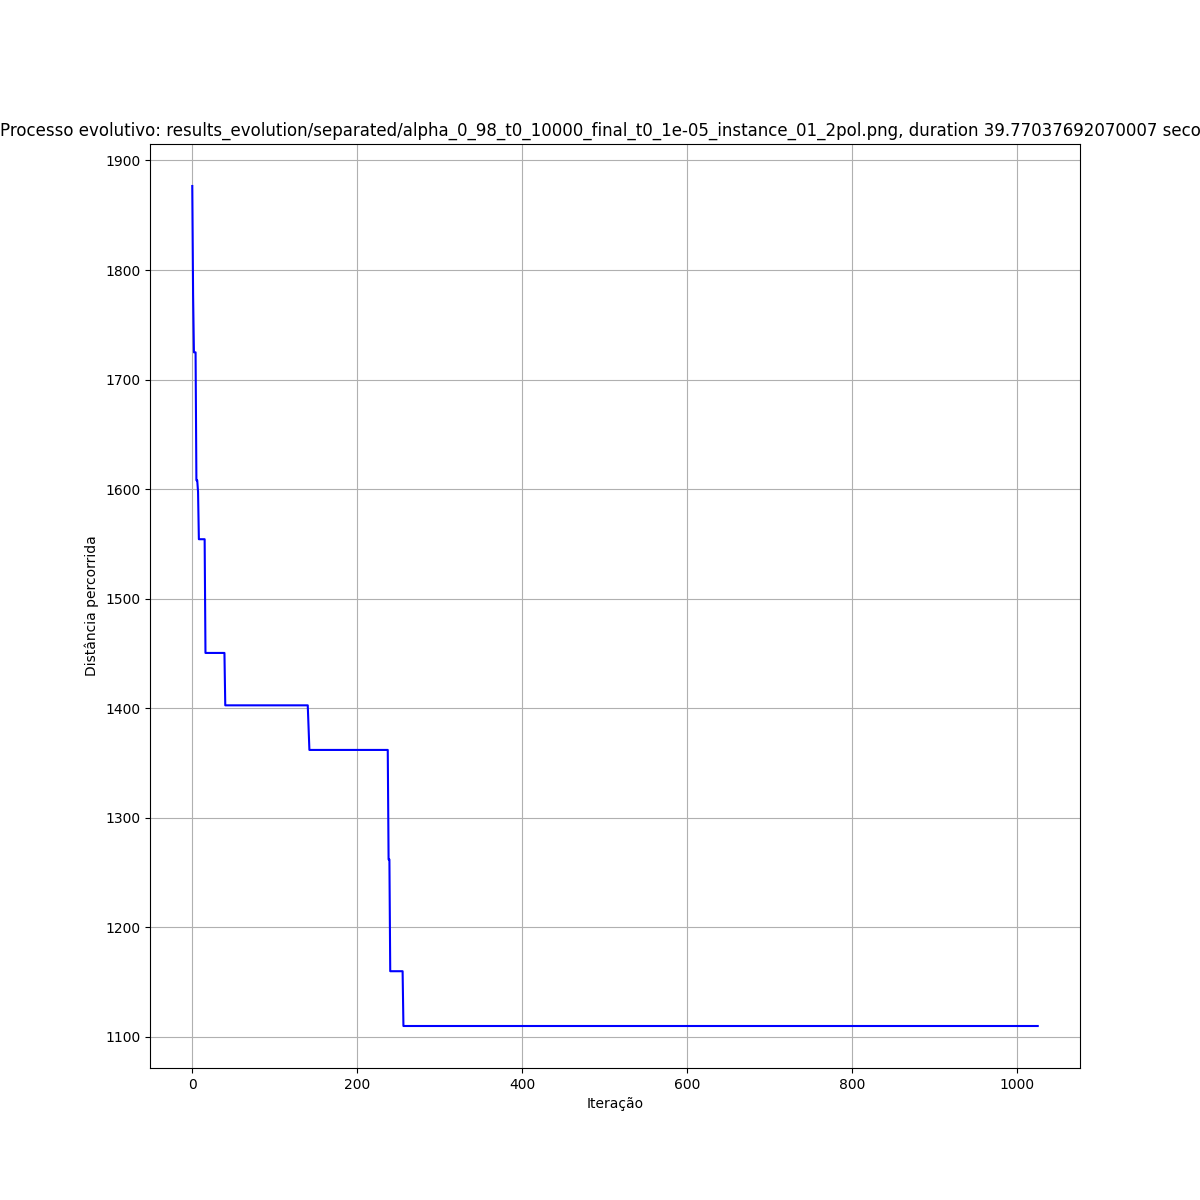 Processo evolutivo: results_evolution/separated/alpha_0_98_t0_10000_final_t0_1e-05_instance_01_2pol.png, duration 39.77037692070007 seco
1900
1800
1700
1600
1500
1400
1300
1200
1100
Distância percorrida
0 200 400 600 800 1000
Iteração